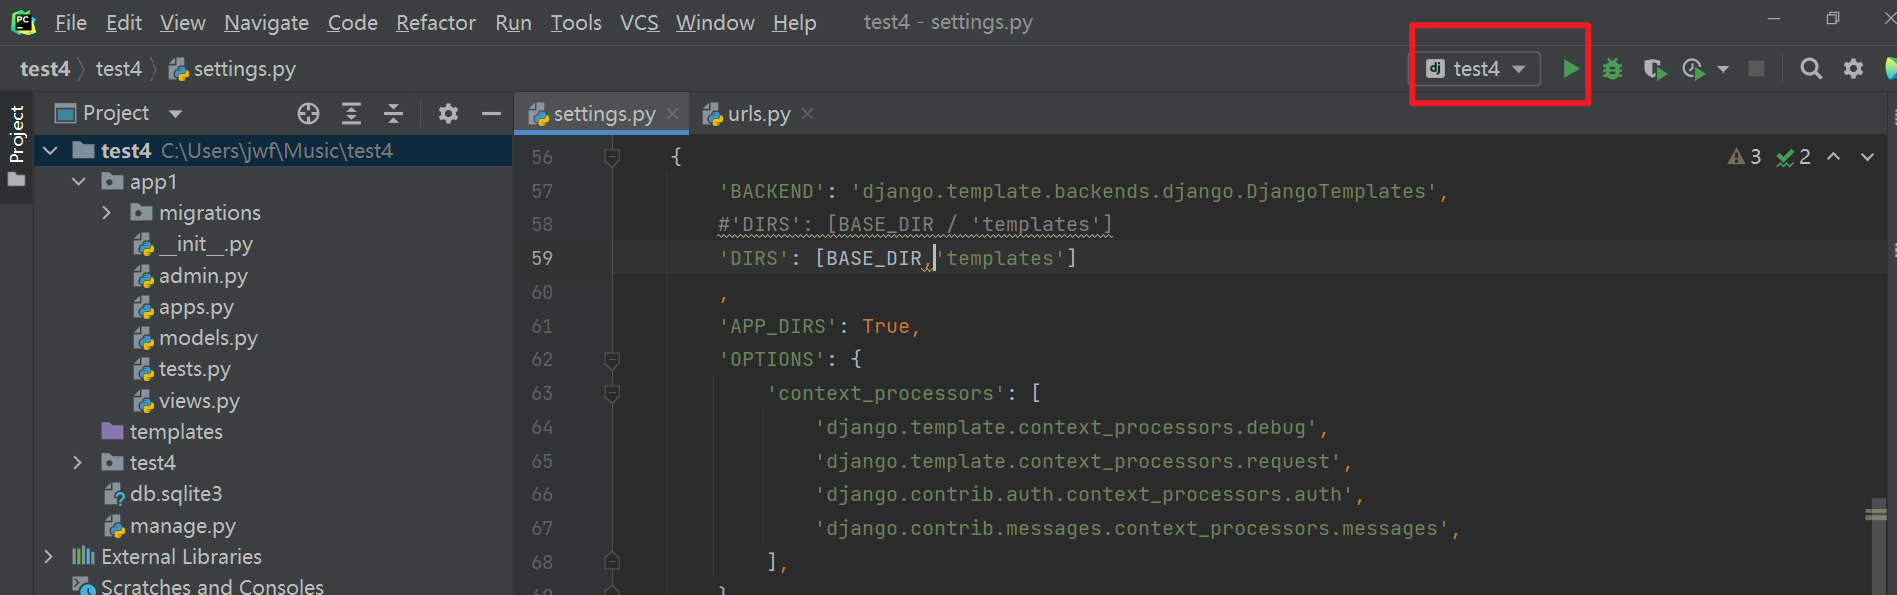 PC File Edit View Navigate Code Refactor Run Tools VCS Window Help test4 - settings.py
test4 test4 settings.py dj test4
Project
Project settings.py urls.py
test4 C:\Users\jwf\Music\test4
app1
migrations
__init__.py
admin.py
apps.py
models.py
tests.py
views.py
templates
test4
db.sqlite3
manage.py
External Libraries
Scratches and Consoles
3 2
56 {
57 'BACKEND': 'django.template.backends.django.DjangoTemplates',
58 #'DIRS': [BASE_DIR / 'templates']
59 'DIRS': [BASE_DIR,'templates']
60 ,
61 'APP_DIRS': True,
62 'OPTIONS': {
63 'context_processors': [
64 'django.template.context_processors.debug',
65 'django.template.context_processors.request',
66 'django.contrib.auth.context_processors.auth',
67 'django.contrib.messages.context_processors.messages',
68 ],